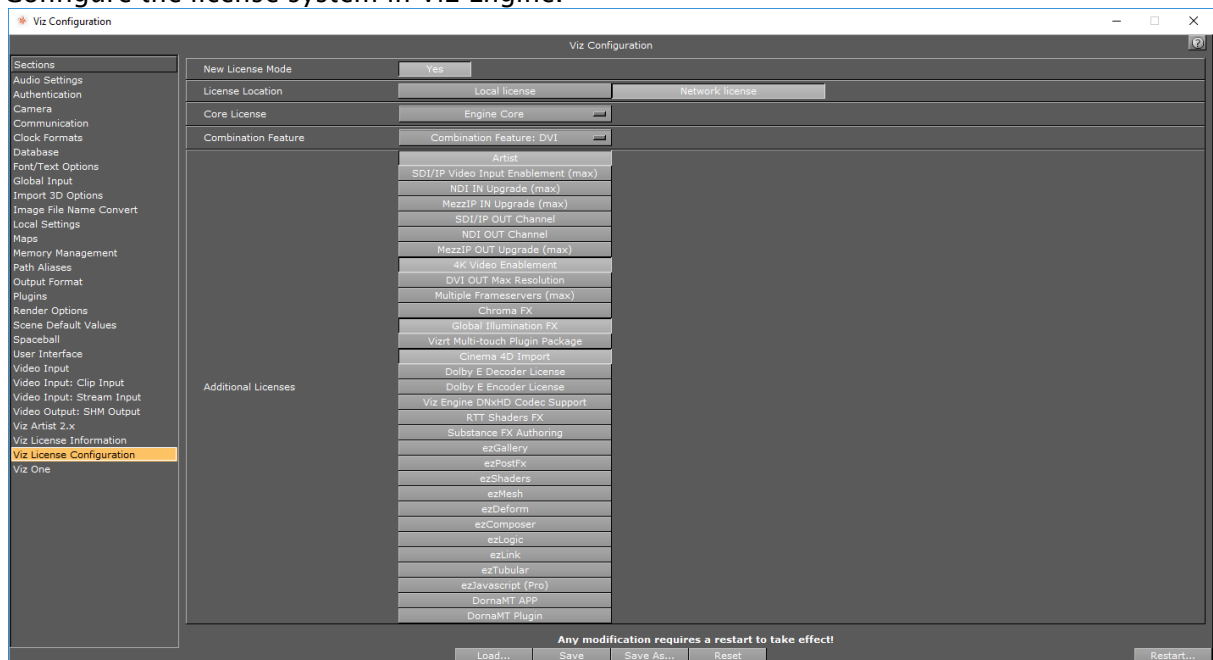 Configure the license system in Viz Engine.
Viz Configuration
Viz Configuration
Sections
Audio Settings
Authentication
Camera
Communication
Clock Formats
Database
Font/Text Options
Global Input
Import 3D Options
Image File Name Convert
Local Settings
Maps
Memory Management
Path Aliases
Output Format
Plugins
Render Options
Scene Default Values
Spaceball
User Interface
Video Input
Video Input: Clip Input
Video Input: Stream Input
Video Output: SHM Output
Viz Artist 2.x
Viz License Information
Viz License Configuration
Viz One
New License Mode Yes
License Location Local license Network license
Core License Engine Core
Combination Feature Combination Feature: DVI
Additional Licenses
Artist
SDI/IP Video Input Enablement (max)
NDI IN Upgrade (max)
MezzIP IN Upgrade (max)
SDI/IP OUT Channel
NDI OUT Channel
MezzIP OUT Upgrade (max)
4K Video Enablement
DVI OUT Max Resolution
Multiple Frameservers (max)
Chroma FX
Global Illumination FX
Vizrt Multi-touch Plugin Package
Cinema 4D Import
Dolby E Decoder License
Dolby E Encoder License
Viz Engine DNxHD Codec Support
RTT Shaders FX
Substance FX Authoring
ezGallery
ezPostFx
ezShaders
ezMesh
ezDeform
ezComposer
ezLogic
ezLink
ezTubular
ezJavascript (Pro)
DornaMT APP
DornaMT Plugin
Any modification requires a restart to take effect!
Load... Save Save As... Reset Restart...